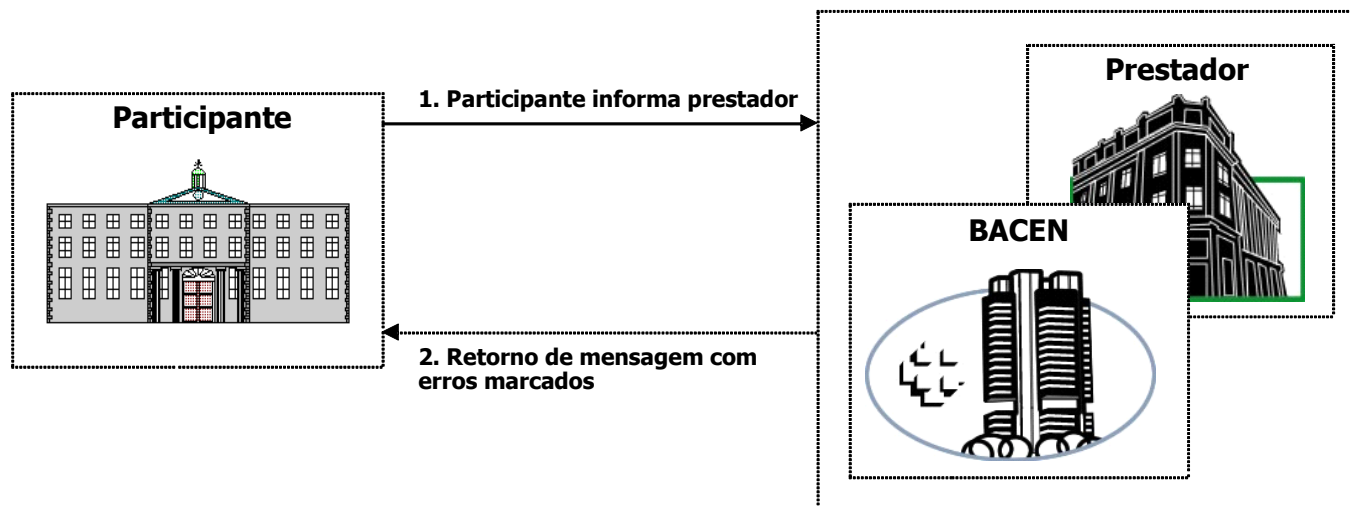 Prestador
Participante
1. Participante informa prestador
BACEN
2. Retorno de mensagem com
erros marcados